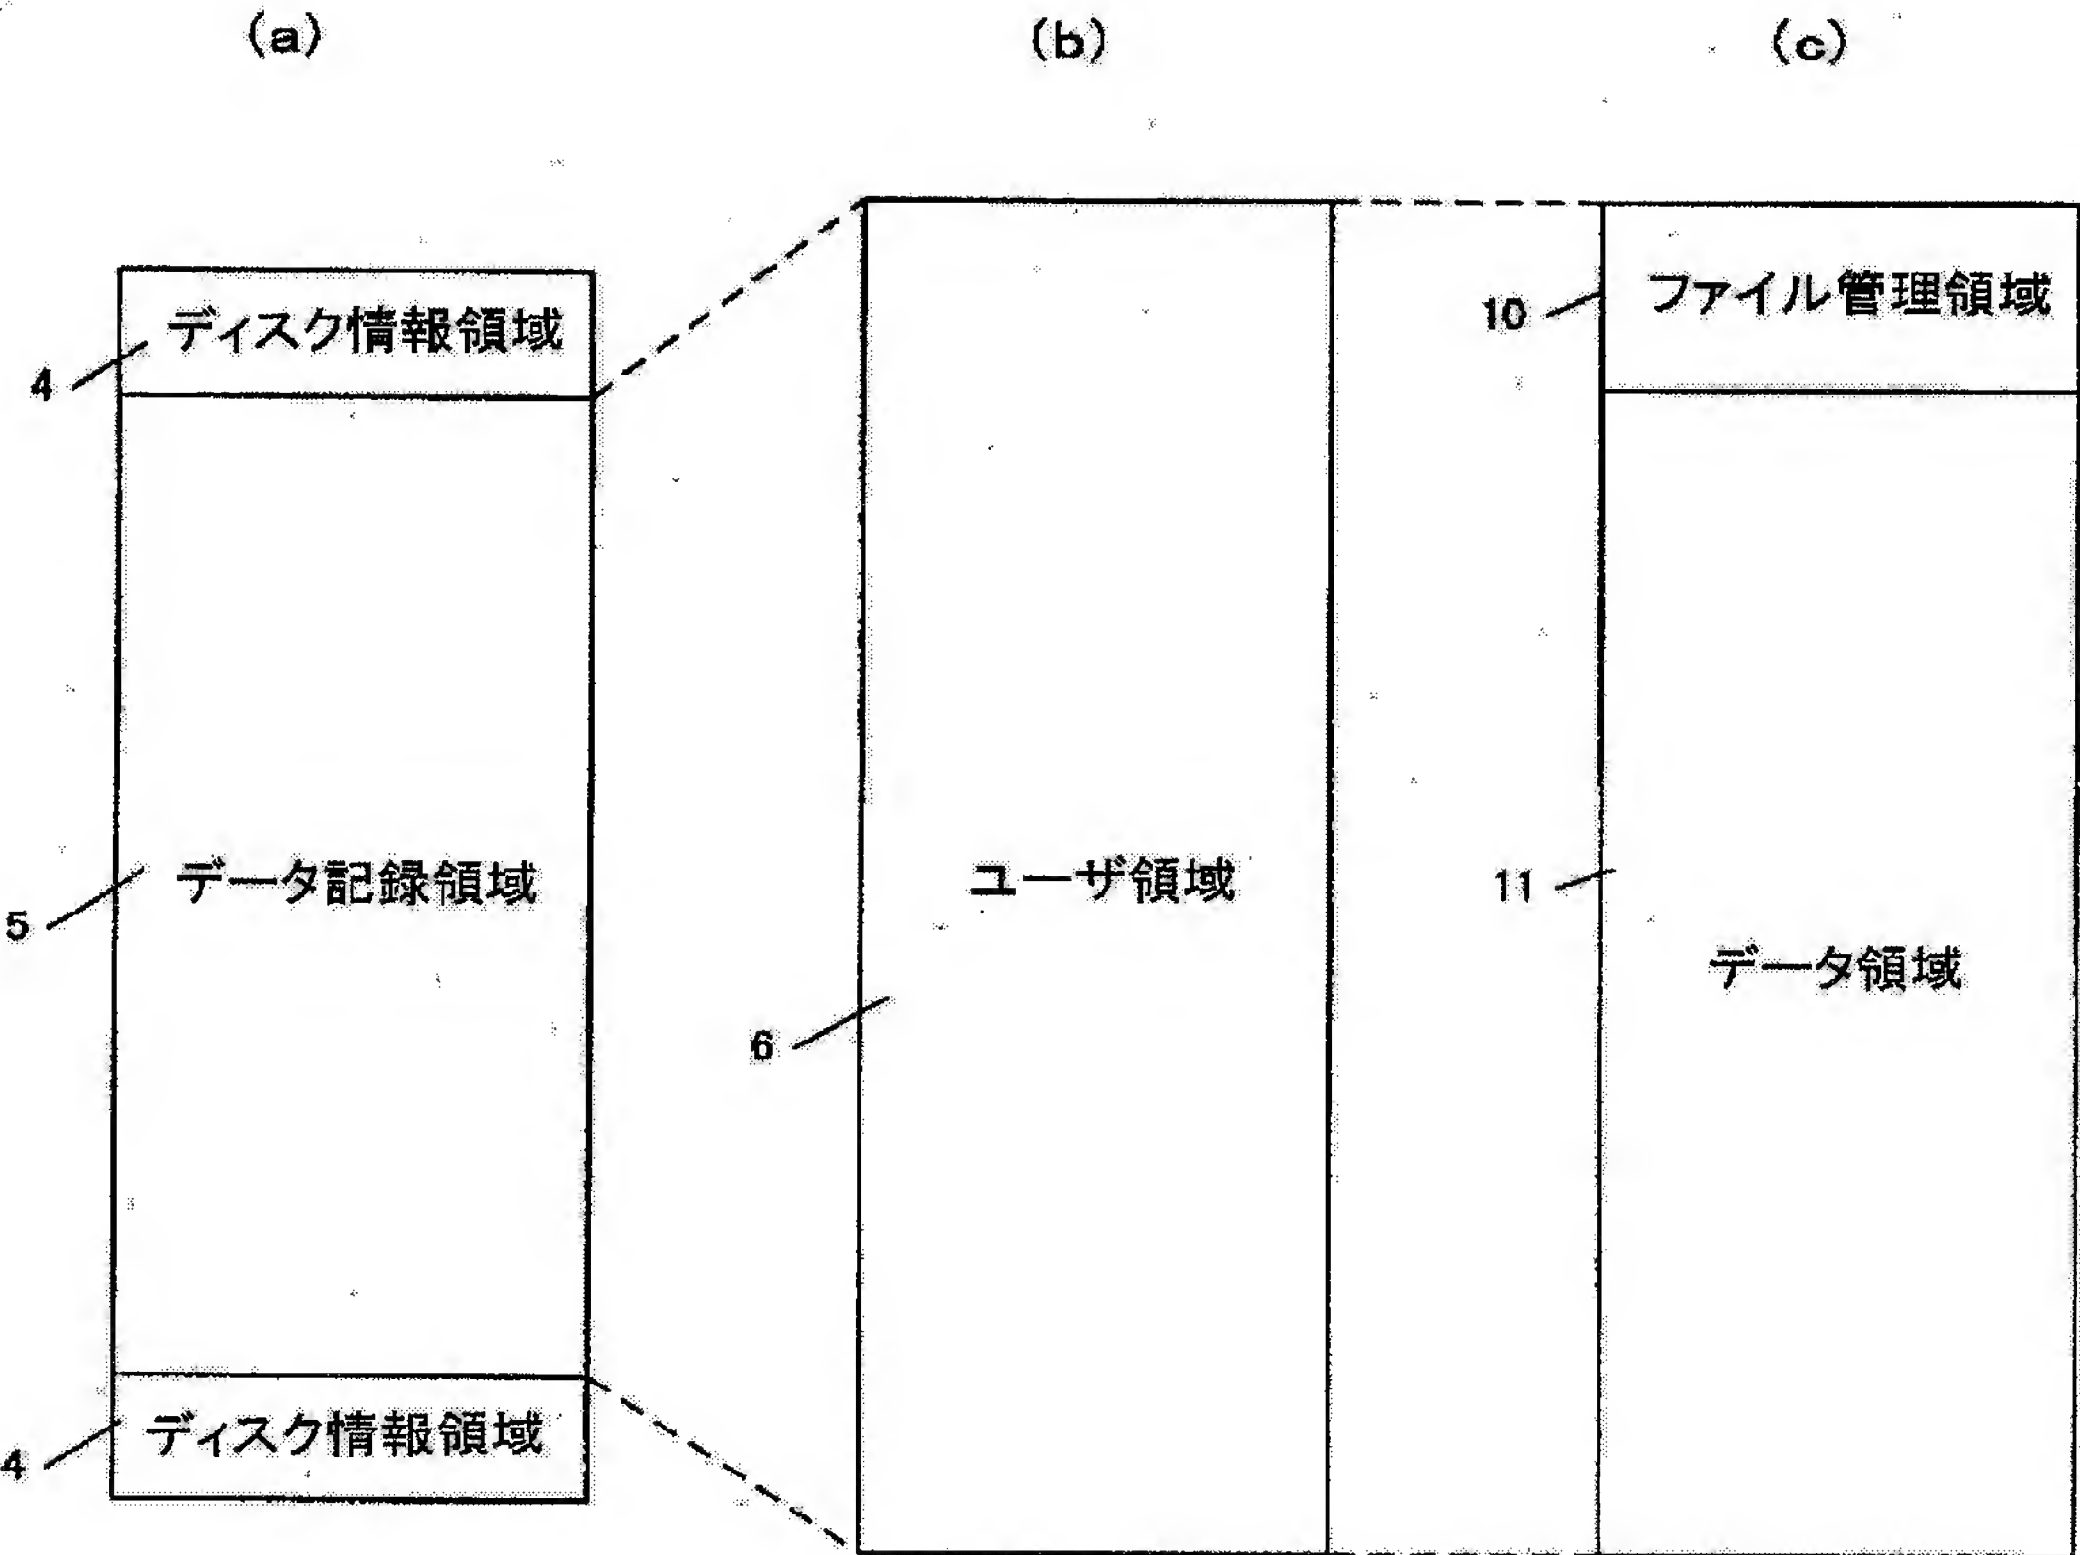 (a)
(b)
(c)
ディスク情報領域
4
データ記録領域
5
ディスク情報領域
4
ユーザ領域
6
ファイル管理領域
10
11
データ領域